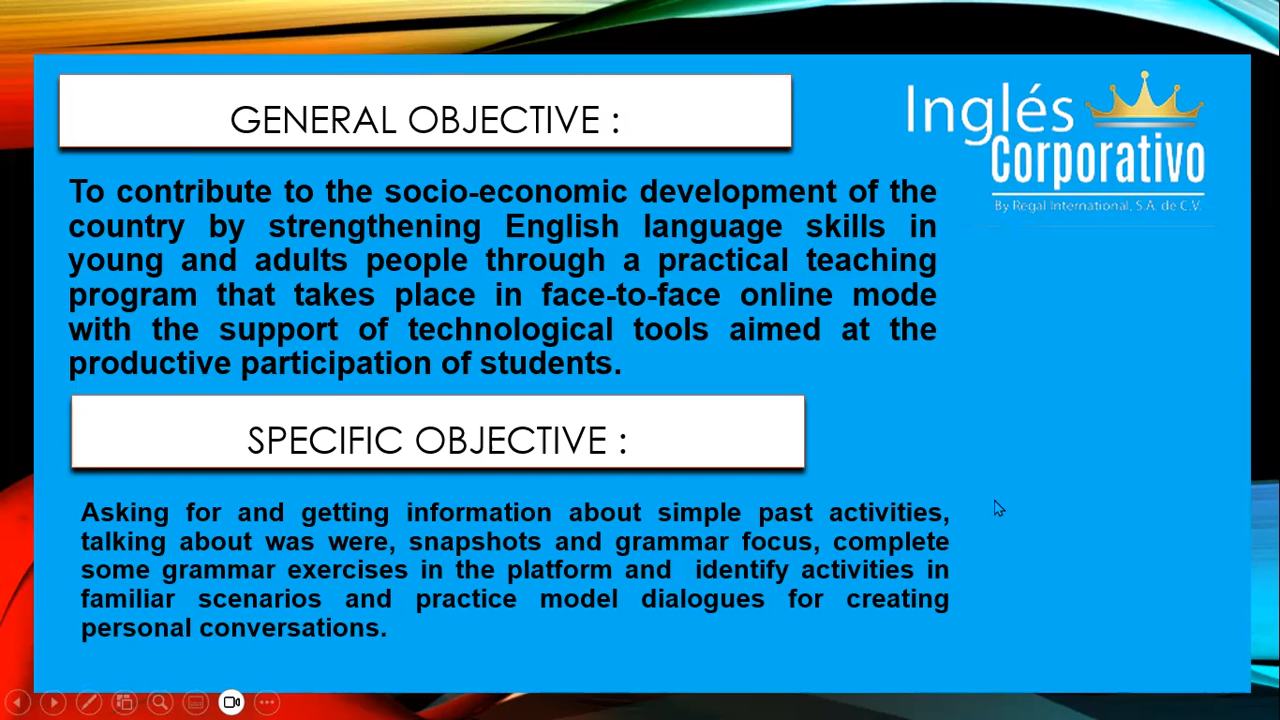 GENERAL OBJECTIVE :
Inglés
Corporativo
By Regal International, S.A. de C.V.
To contribute to the socio-economic development of the
country by strengthening English language skills in
young and adults people through a practical teaching
program that takes place in face-to-face online mode
with the support of technological tools aimed at the
productive participation of students.
SPECIFIC OBJECTIVE :
Asking for and getting information about simple past activities,
talking about was were, snapshots and grammar focus, complete
some grammar exercises in the platform and identify activities in
familiar scenarios and practice model dialogues for creating
personal conversations.